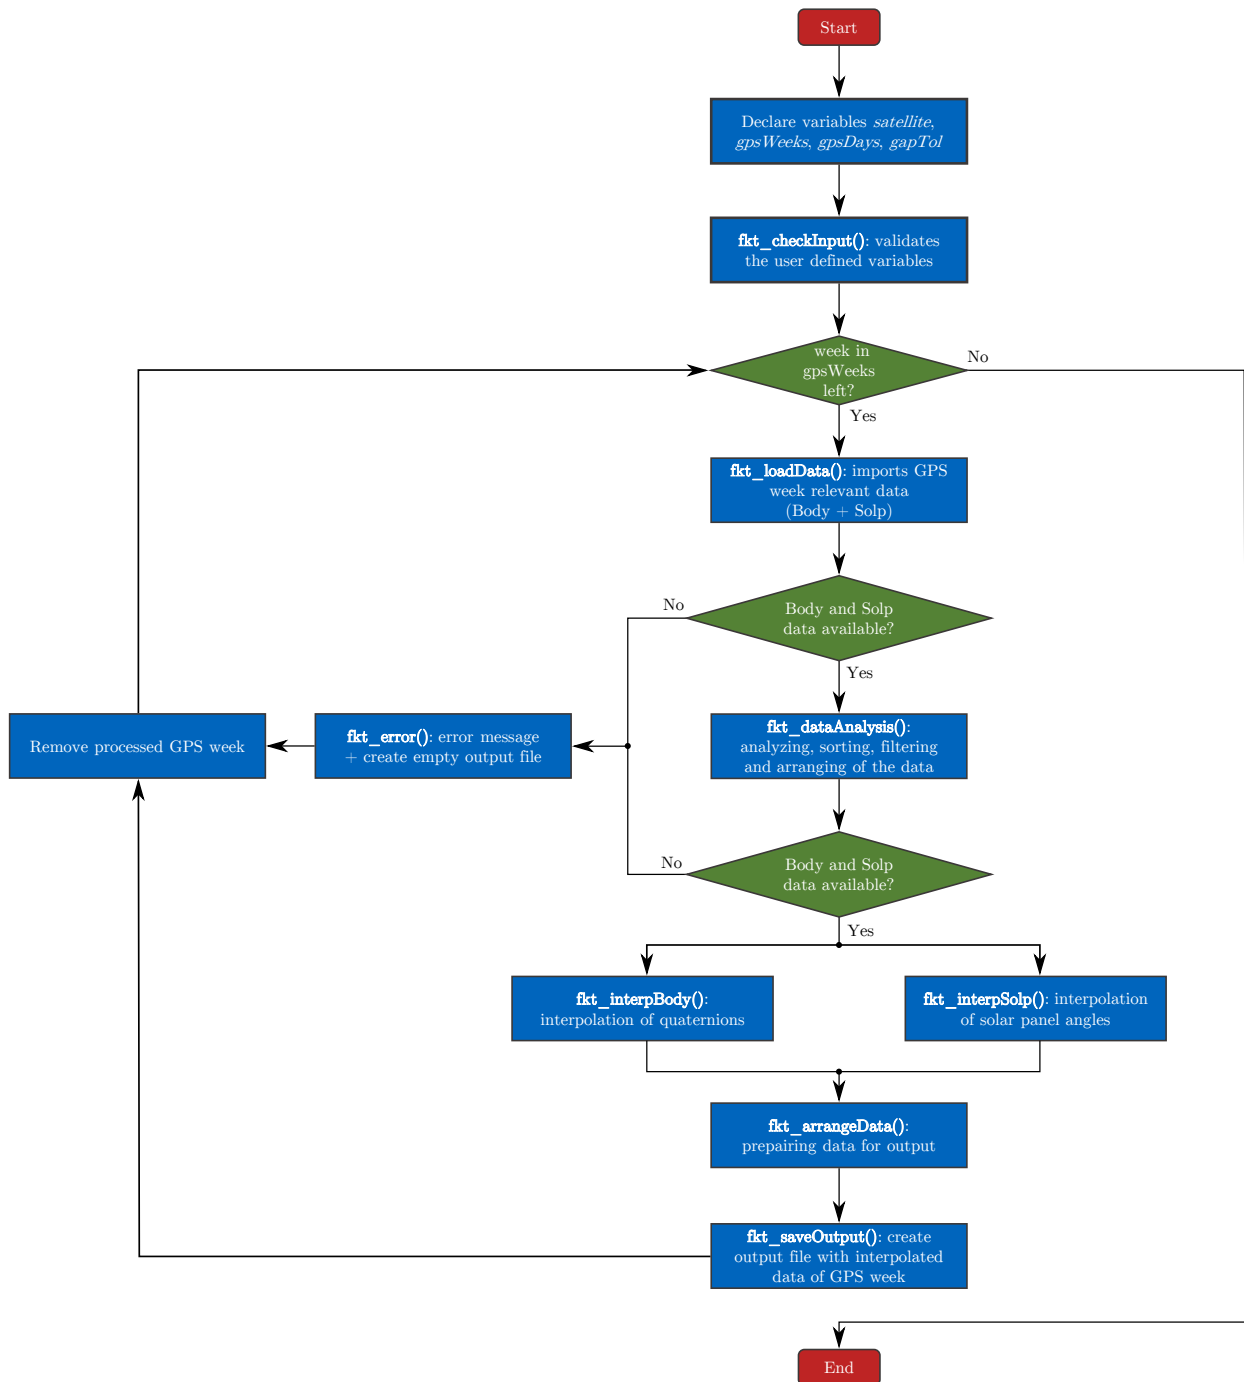 Start
Declare variables satellite,
gpsWeeks, gpsDays, gapTol
fkt_checkInput(): validates
the user defined variables
week in
gpsWeeks
left?
No
Yes
fkt_loadData(): imports GPS
week relevant data
(Body + Solp)
Body and Solp
data available?
No
Yes
fkt_dataAnalysis():
analyzing, sorting, filtering
and arranging of the data
fkt_error(): error message
+ create empty output file
Remove processed GPS week
Body and Solp
data available?
No
Yes
fkt_interpBody():
interpolation of quaternions
fkt_interpSolp(): interpolation
of solar panel angles
fkt_arrangeData():
prepairing data for output
fkt_saveOutput(): create
output file with interpolated
data of GPS week
End